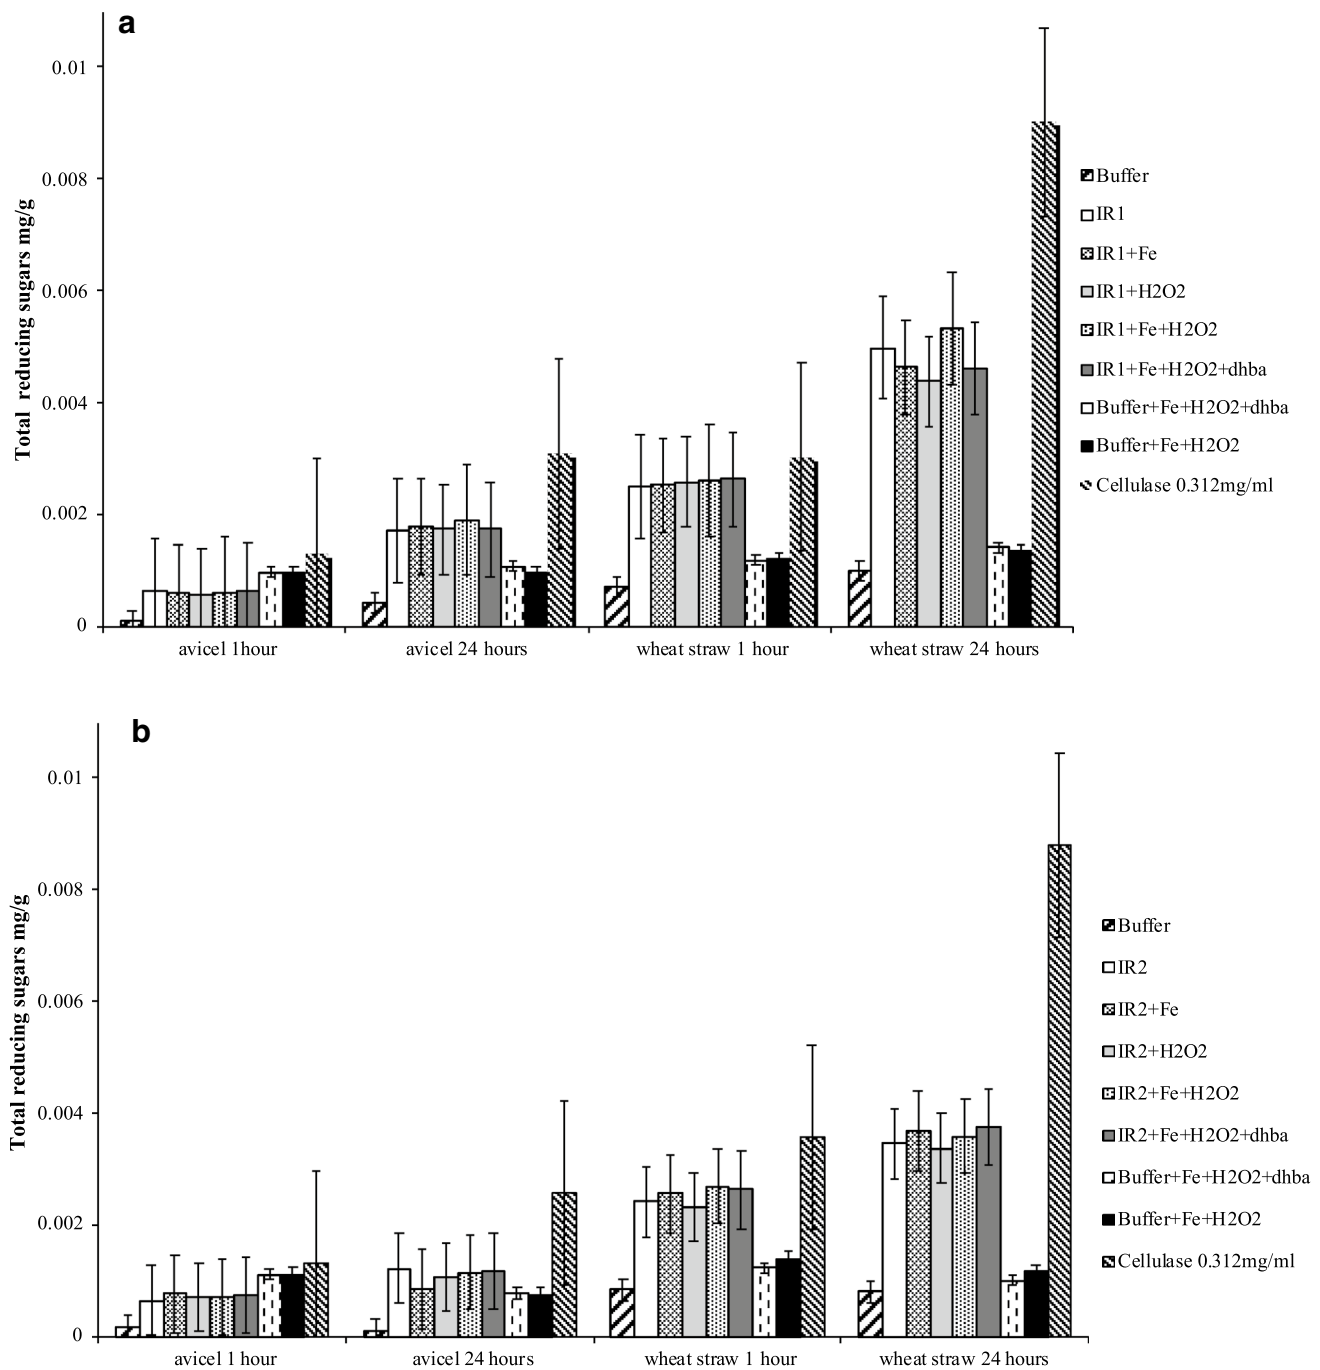 a
Total reducing sugars mg/g
0.01
0.008
0.006
0.004
0.002
0
avicel 1hour
avicel 24 hours
wheat straw 1 hour
wheat straw 24 hours
Buffer
IR1
IR1+Fe
IR1+H2O2
IR1+Fe+H2O2
IR1+Fe+H2O2+dhba
Buffer+Fe+H2O2+dhba
Buffer+Fe+H2O2
Cellulase 0.312mg/ml
b
Total reducing sugars mg/g
0.01
0.008
0.006
0.004
0.002
0
avicel 1 hour
avicel 24 hours
wheat straw 1 hour
wheat straw 24 hours
Buffer
IR2
IR2+Fe
IR2+H2O2
IR2+Fe+H2O2
IR2+Fe+H2O2+dhba
Buffer+Fe+H2O2+dhba
Buffer+Fe+H2O2
Cellulase 0.312mg/ml